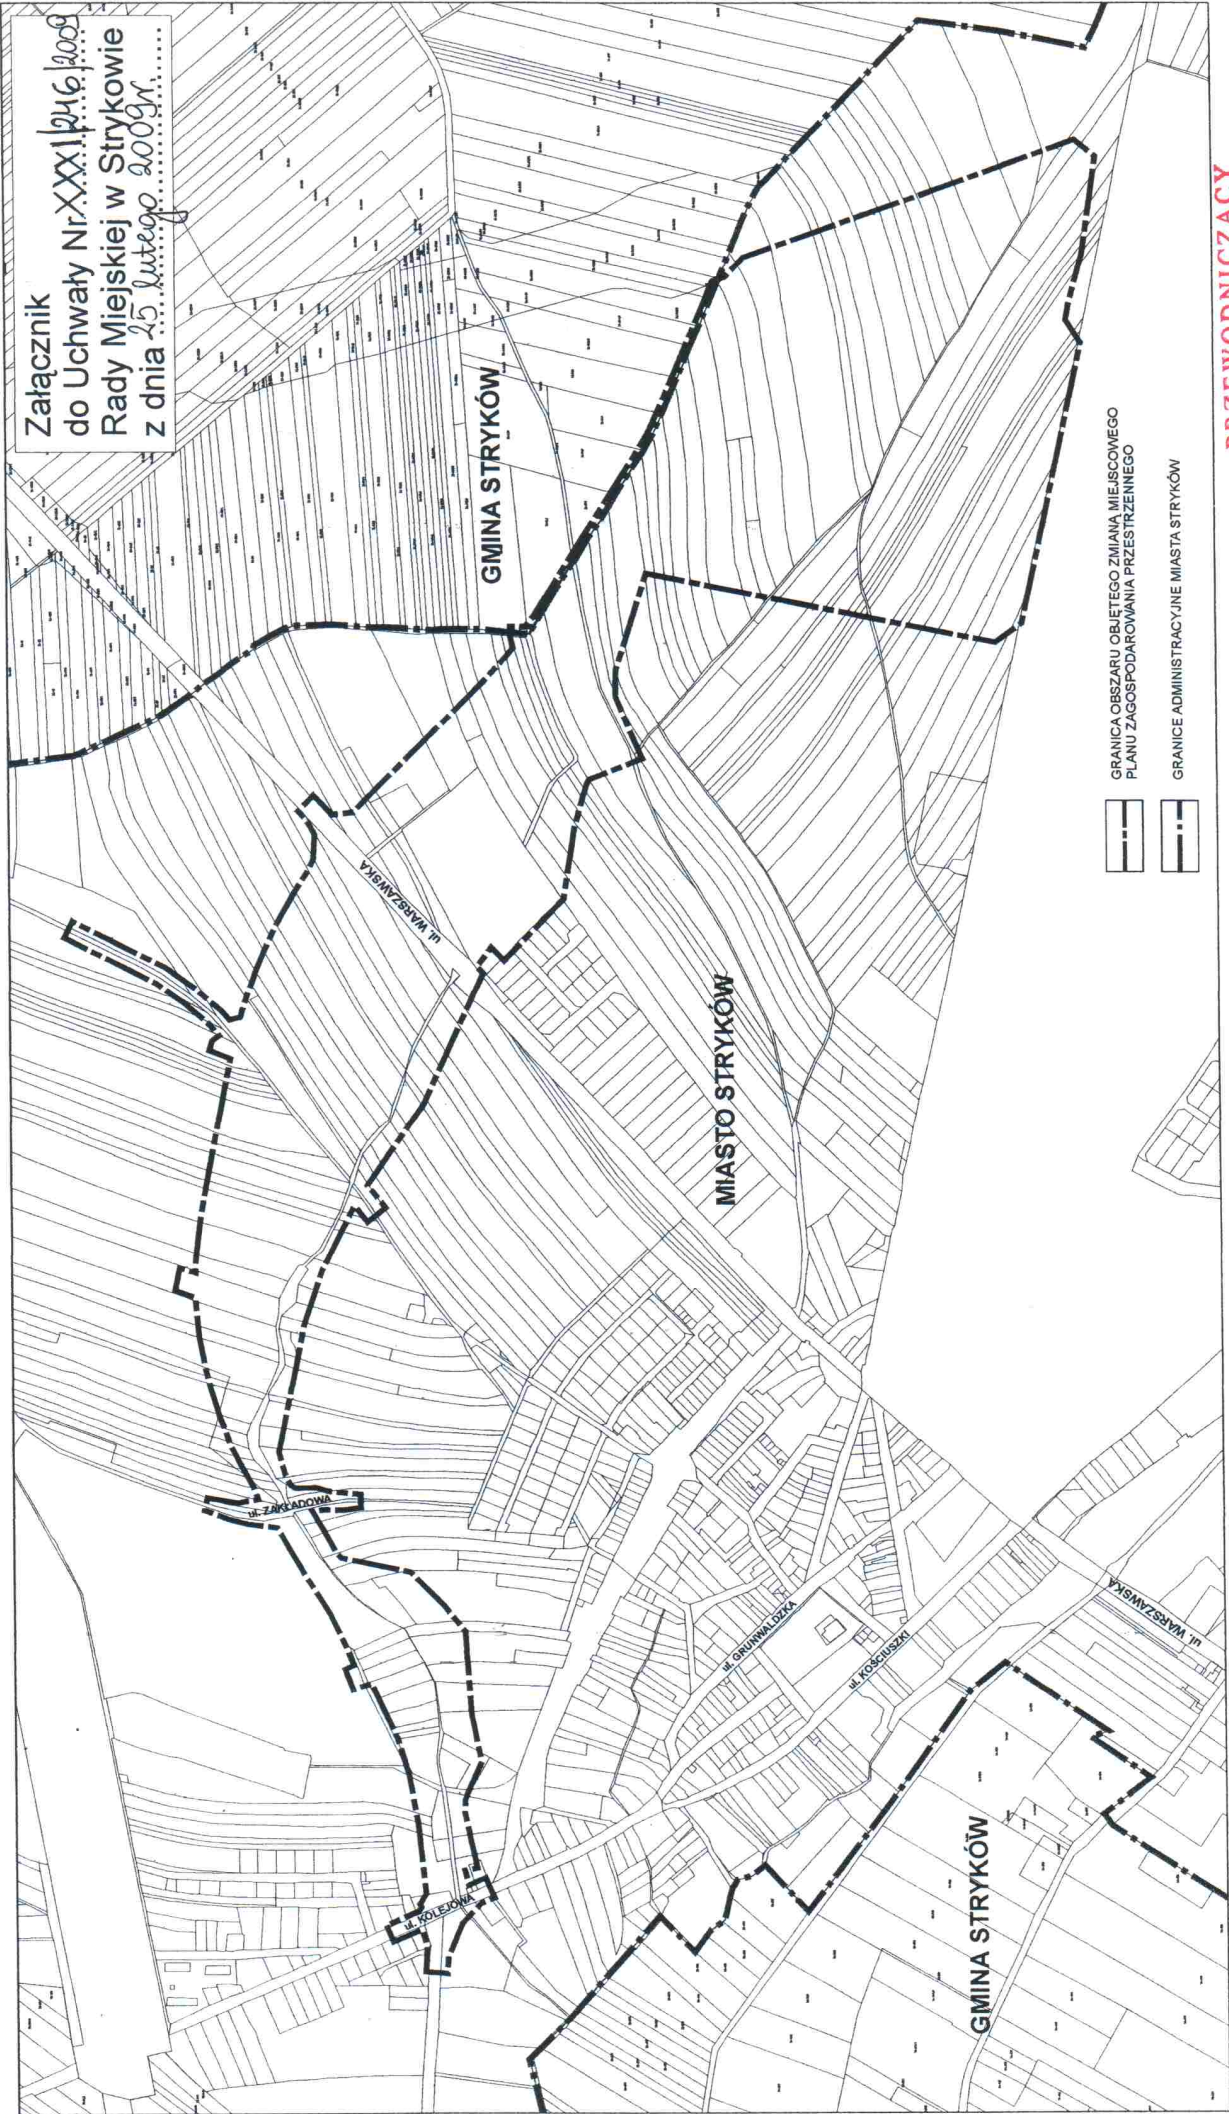 Załącznik
do Uchwały Nr XXXI/246/2009
Rady Miejskiej w Strykowie
z dnia 25 lutego 2009r.
GMINA STRYKÓW
ul. WARSZAWSKA
MIASTO STRYKÓW
ul. ZAKŁADOWA
ul. KOLEJOWA
ul. GRUNWALDZKA
ul. KOŚCIUSZKI
ul. WARSZAWSKA
GMINA STRYKÓW
GRANICA OBSZARU OBJĘTEGO ZMIANĄ MIEJSCOWEGO
PLANU ZAGOSPODAROWANIA PRZESTRZENNEGO
GRANICE ADMINISTRACYJNE MIASTA STRYKÓW
PRZEWODNICZĄCY